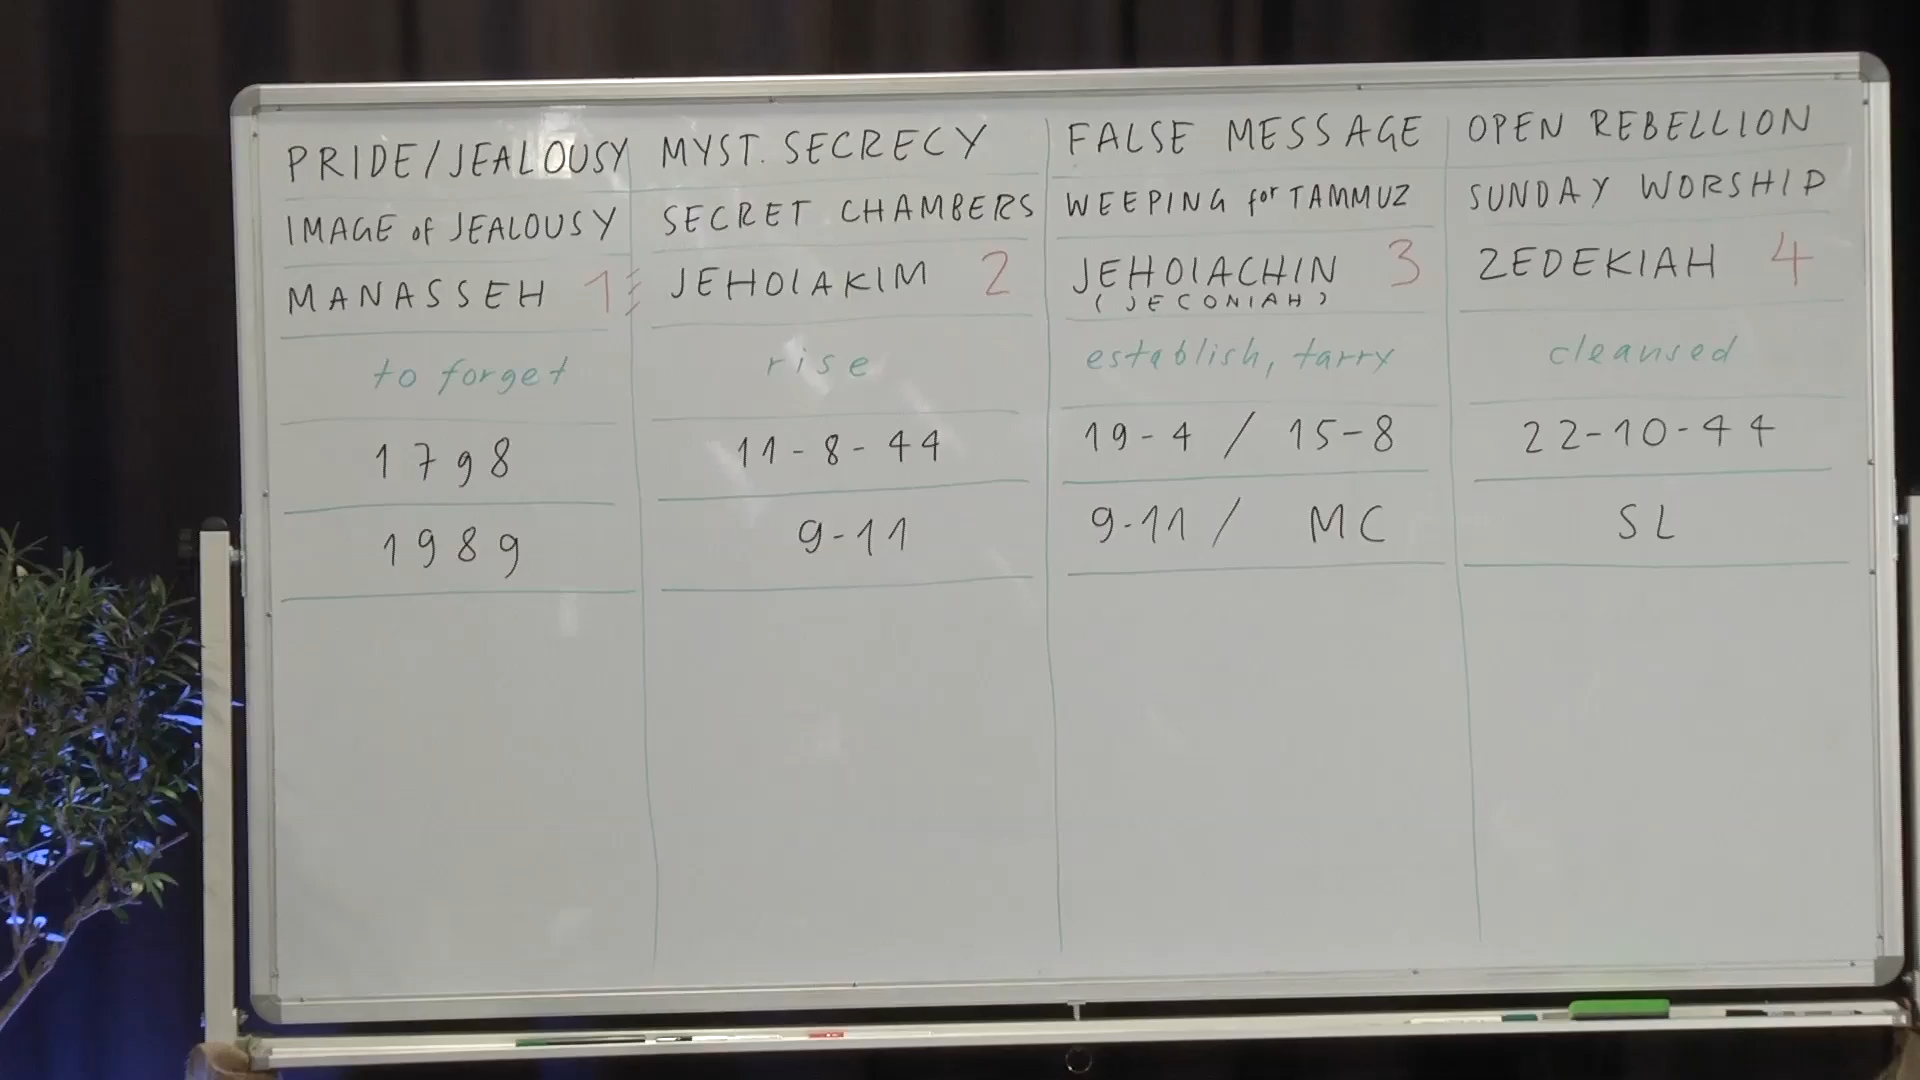 PRIDE/JEALOUSY MYST. SECRECY FALSE MESSAGE OPEN REBELLION
IMAGE of JEALOUSY SECRET CHAMBERS WEEPING for TAMMUZ SUNDAY WORSHIP
MANASSEH 1 JEHOIAKIM 2 JEHOIACHIN 3 ZEDEKIAH 4
(JECONIAH)
to forget rise establish, tarry cleansed
1798 11-8-44 19-4 / 15-8 22-10-44
1989 9-11 9-11 / MC SL